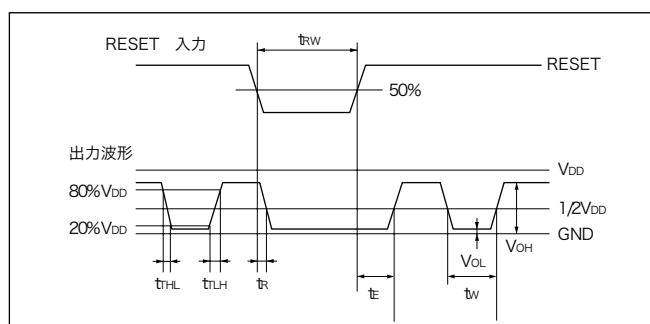 RESET 入力
tRW
RESET
50%
出力波形
VDD
80%VDD
1/2VDD
20%VDD
GND
VOH
VOL
tTHL
tTLH
tR
tE
tW